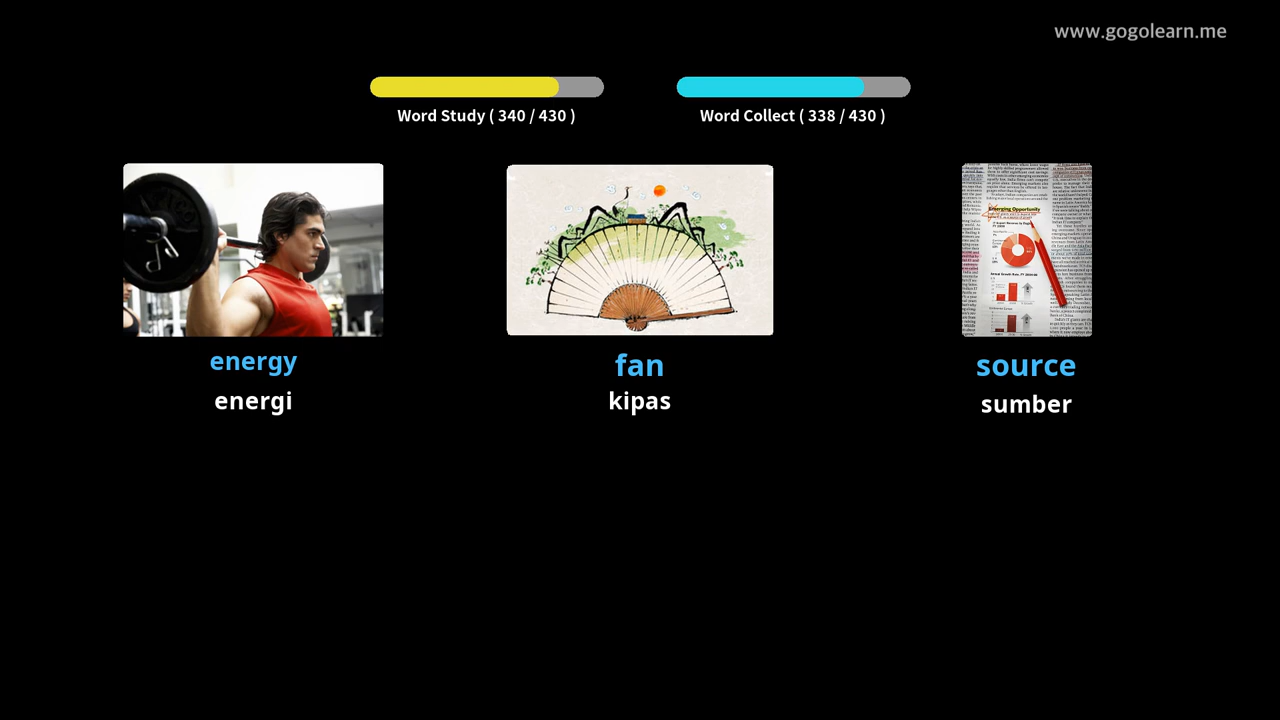 www.gogolearn.me
Word Study ( 340 / 430 )
Word Collect ( 338 / 430 )
Emerging Opportunity
energy
energi
fan
kipas
source
sumber